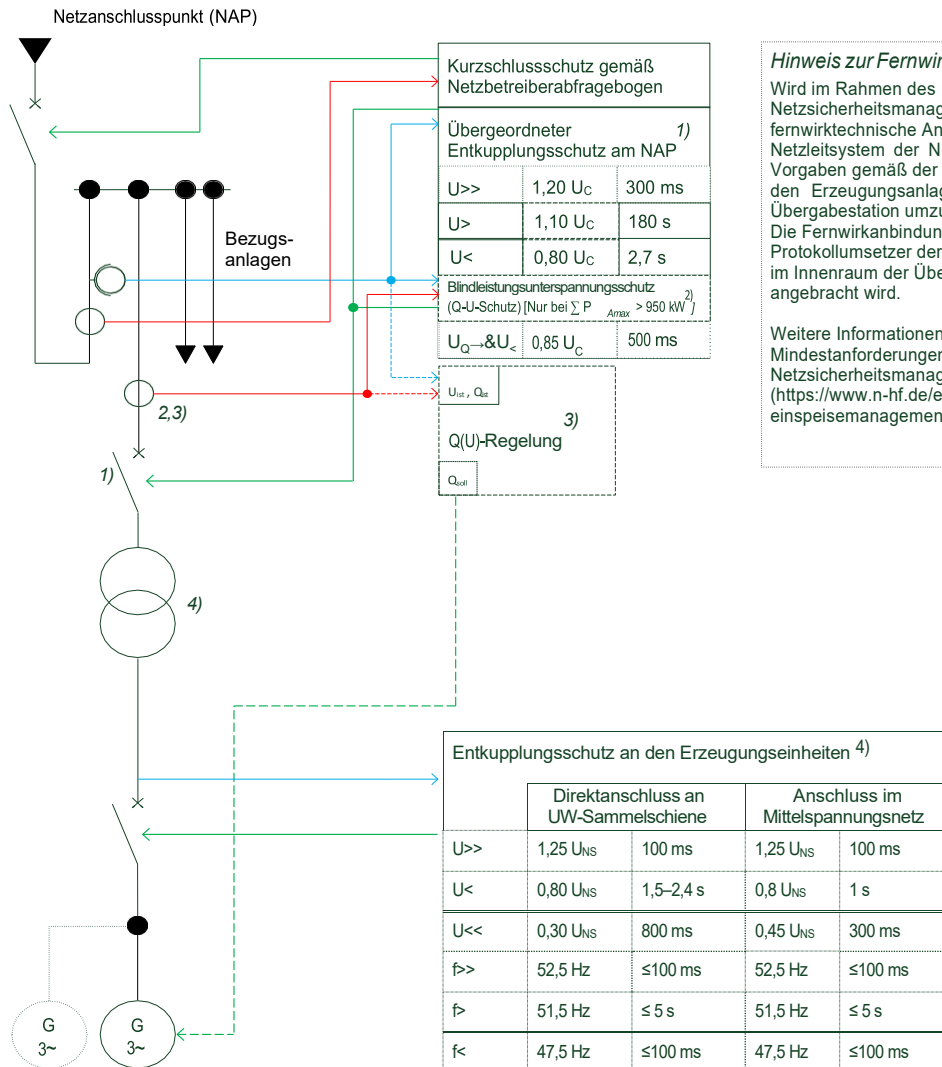 Netzanschlusspunkt (NAP)
Kurzschlussschutz gemäß
Netzbetreiberabfragebogen
Übergeordneter 1)
Entkupplungsschutz am NAP
U>> 1,20 UC 300 ms
U> 1,10 UC 180 s
U< 0,80 UC 2,7 s
Blindleistungsunterspannungsschutz
(Q-U-Schutz) [Nur bei ∑ P Amax > 950 kW 2)]
UQ→&U< 0,85 UC 500 ms
Bezugs-
anlagen
Uist , Qist
3)
Q(U)-Regelung
Qsoll
2,3)
1)
4)
Hinweis zur Fernwir
Wird im Rahmen des
Netzsicherheitsmanag
fernwirktechnische An
Netzleitsystem der N
Vorgaben gemäß der
den Erzeugungsanlag
Übergabestation umzu
Die Fernwirkanbindun
Protokollumsetzer der
im Innenraum der Übe
angebracht wird.
Weitere Informationen
Mindestanforderungen
Netzsicherheitsmanag
(https://www.n-hf.de/e
einspeisemanagemen
Entkupplungsschutz an den Erzeugungseinheiten 4)
Direktanschluss an
UW-Sammelschiene
Anschluss im
Mittelspannungsnetz
U>> 1,25 UNS 100 ms 1,25 UNS 100 ms
U< 0,80 UNS 1,5–2,4 s 0,8 UNS 1 s
U<< 0,30 UNS 800 ms 0,45 UNS 300 ms
f>> 52,5 Hz ≤100 ms 52,5 Hz ≤100 ms
f> 51,5 Hz ≤ 5 s 51,5 Hz ≤ 5 s
f< 47,5 Hz ≤100 ms 47,5 Hz ≤100 ms
G
3~
G
3~